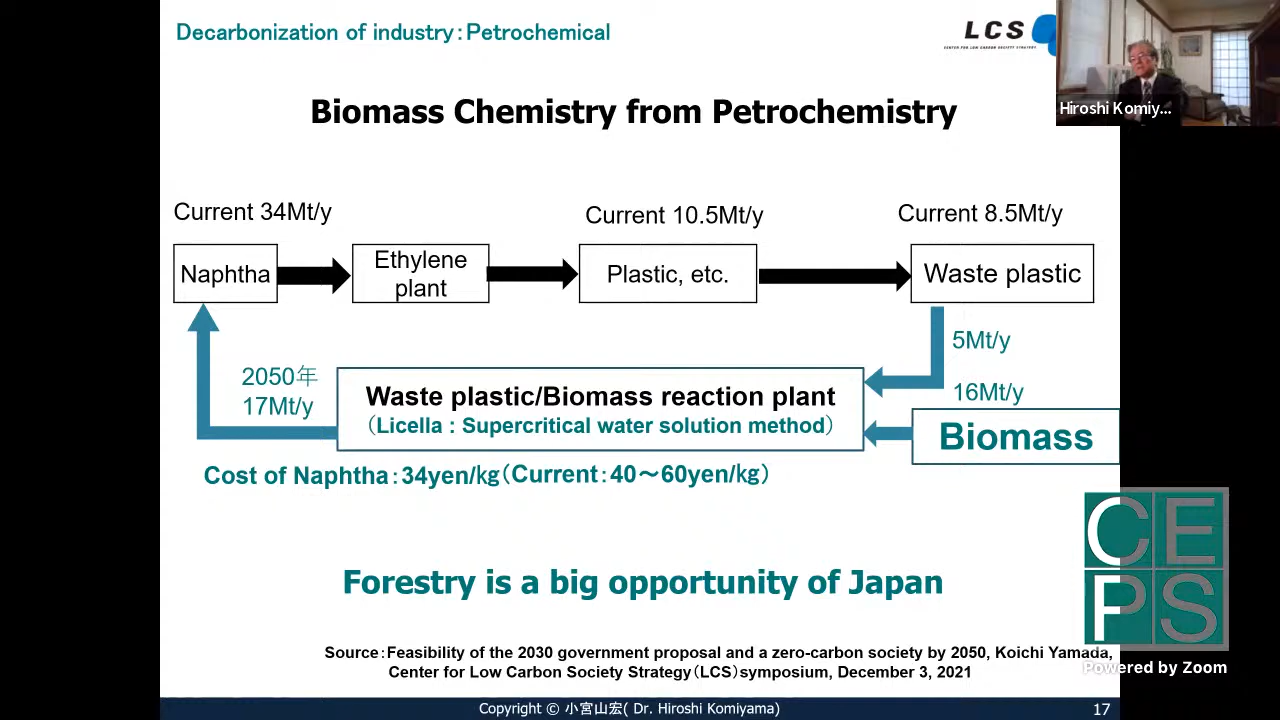 Decarbonization of industry：Petrochemical
LCS
CENTER FOR LOW CARBON SOCIETY STRATEGY
Hiroshi Komiy...
Biomass Chemistry from Petrochemistry
Current 34Mt/y
Current 10.5Mt/y
Current 8.5Mt/y
Naphtha
Ethylene
plant
Plastic, etc.
Waste plastic
5Mt/y
2050年
17Mt/y
Waste plastic/Biomass reaction plant
（Licella : Supercritical water solution method）
16Mt/y
Biomass
Cost of Naphtha：34yen/㎏（Current：40～60yen/㎏）
CE
PS
Forestry is a big opportunity of Japan
Source：Feasibility of the 2030 government proposal and a zero-carbon society by 2050, Koichi Yamada,
Center for Low Carbon Society Strategy（LCS）symposium, December 3, 2021
Powered by Zoom
Copyright © 小宮山宏( Dr. Hiroshi Komiyama)
17